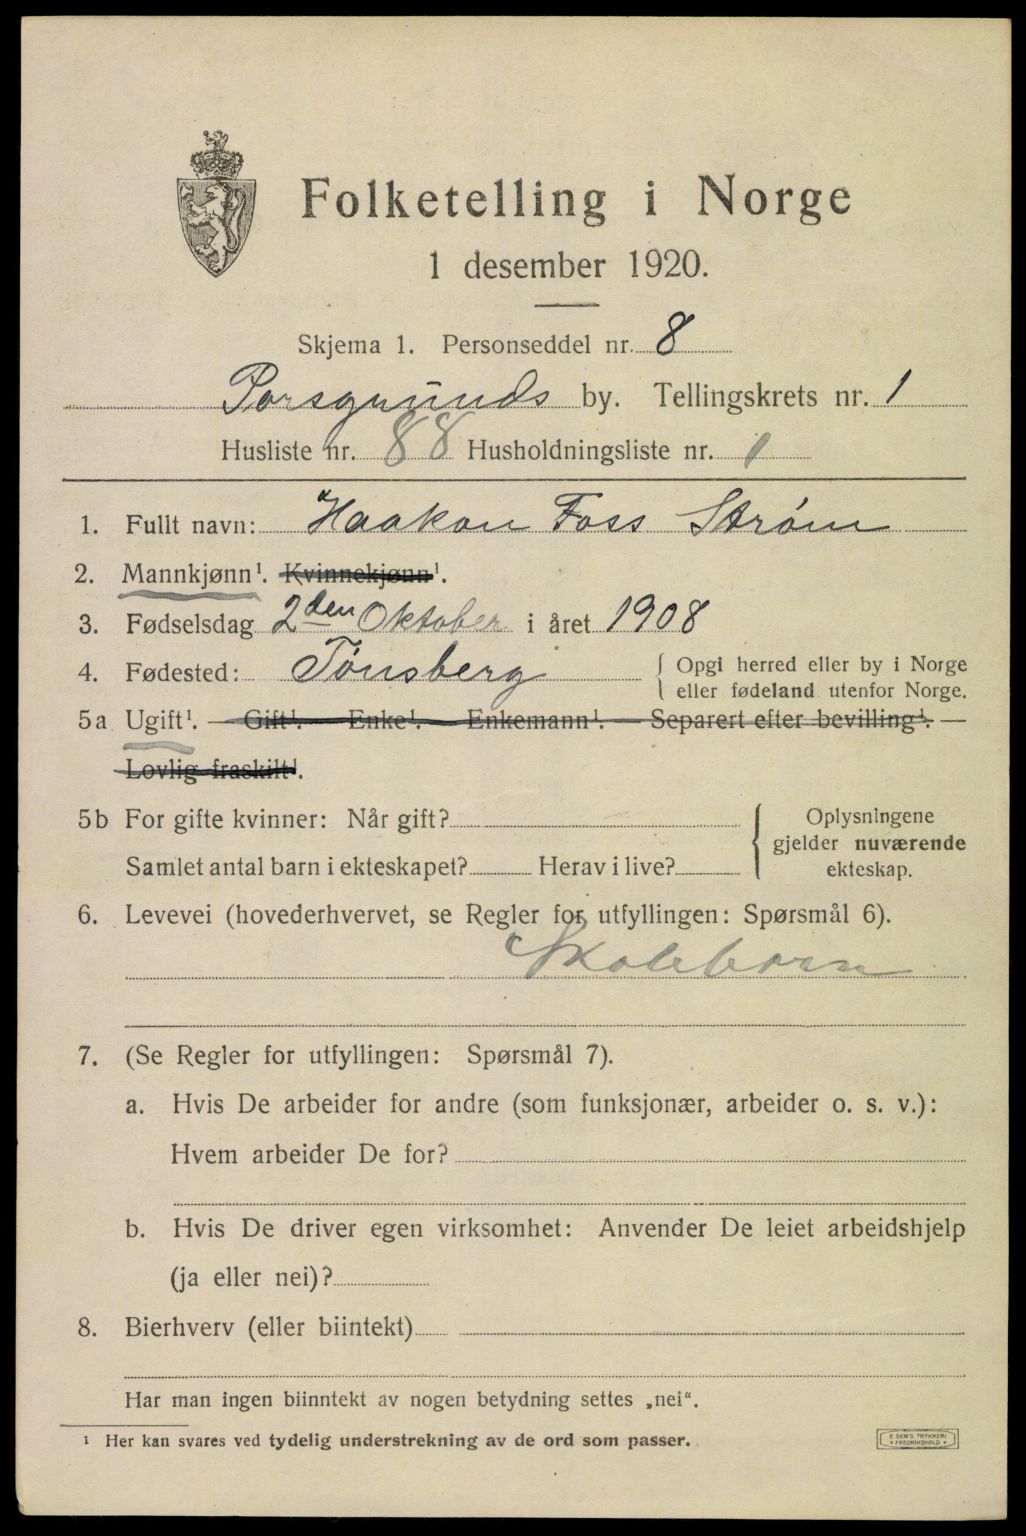 Folketelling i Norge
1 desember 1920.
Skjema 1. Personseddel nr. 8
Porsgrunds by. Tellingskrets nr. 1
Husliste nr. 88 Husholdningsliste nr. 1
1. Fullt navn: Haakon Foss Strøm
2. Mannkjønn¹. Kvinnekjønn¹.
3. Fødselsdag 2den Oktober i året 1908
4. Fødested: Tønsberg { Opgi herred eller by i Norge
eller fødeland utenfor Norge.
5a Ugift¹. — Gift¹. — Enke¹. — Enkemann¹. — Separert efter bevilling¹. —
Lovlig fraskilt¹.
5b For gifte kvinner: Når gift? { Oplysningene
gjelder nuværende
Samlet antal barn i ekteskapet? Herav i live? ekteskap.
6. Levevei (hovederhvervet, se Regler for utfyllingen: Spørsmål 6).
Skolebarn
7. (Se Regler for utfyllingen: Spørsmål 7).
a. Hvis De arbeider for andre (som funksjonær, arbeider o. s. v.):
Hvem arbeider De for?
b. Hvis De driver egen virksomhet: Anvender De leiet arbeidshjelp
(ja eller nei)?
8. Bierhverv (eller biintekt)
Har man ingen biinntekt av nogen betydning settes „nei“.
¹ Her kan svares ved tydelig understrekning av de ord som passer.
E. SEM'S TRYKKERI
FREDRIKSHALD